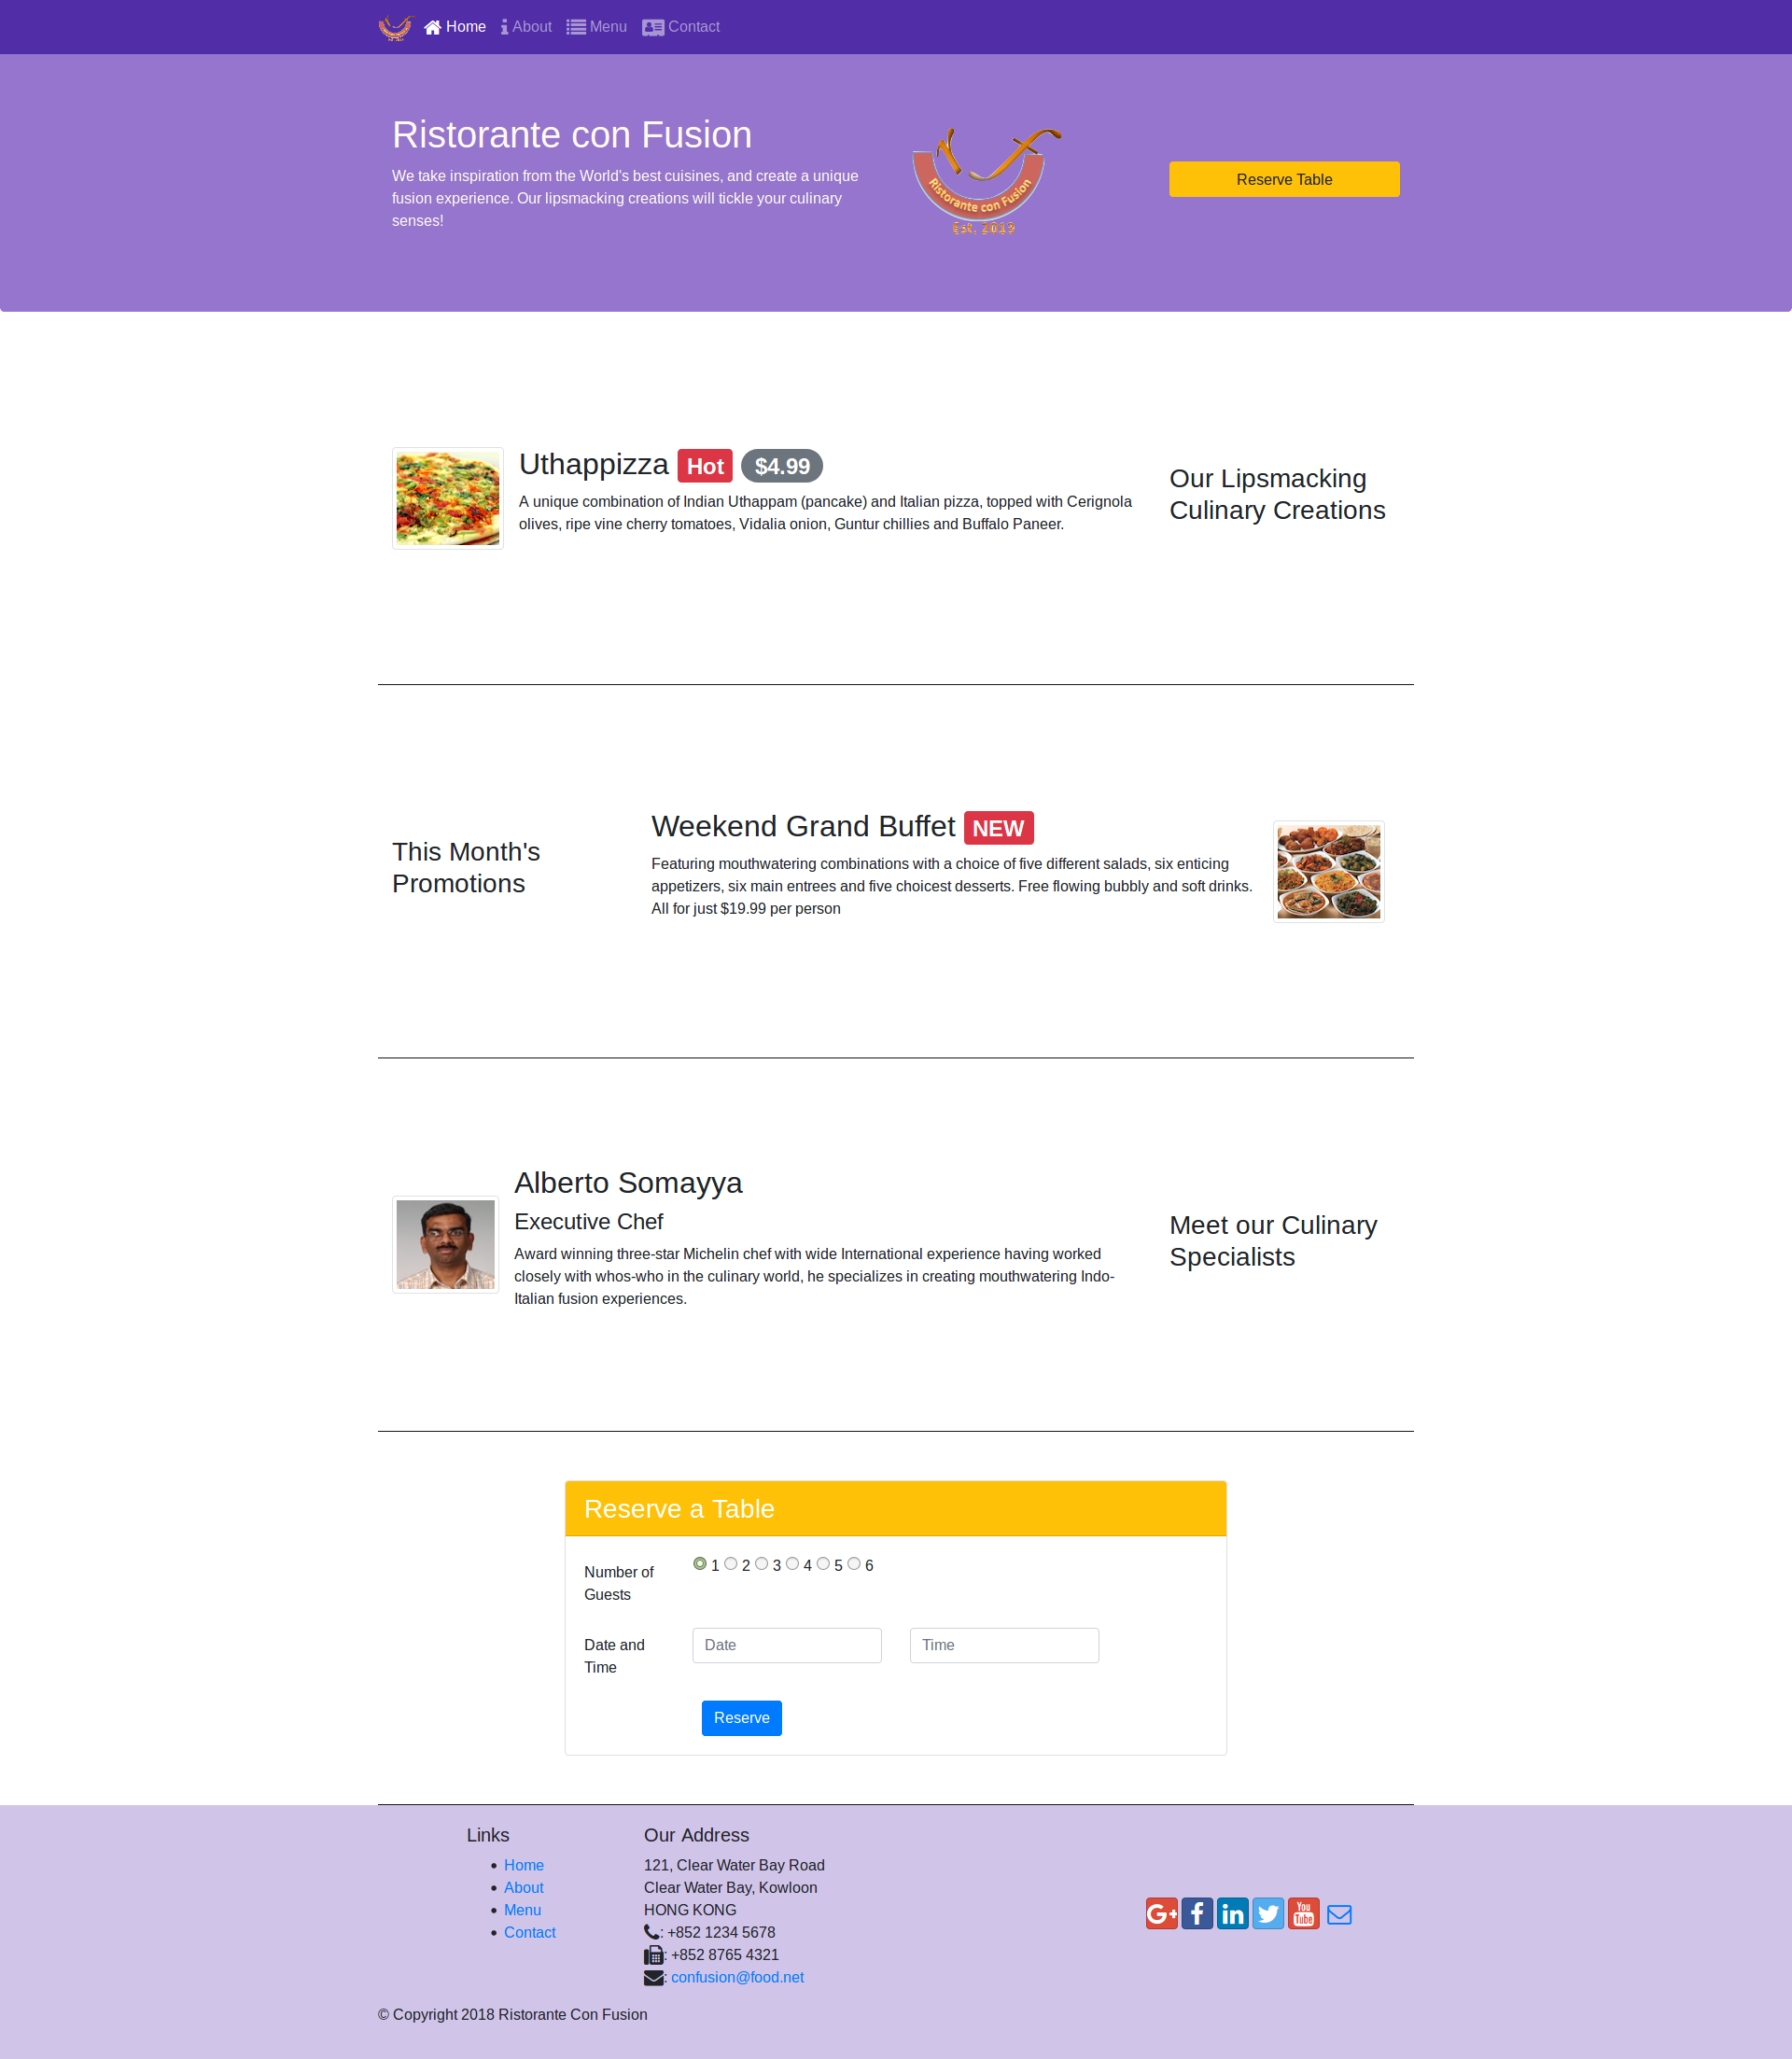 Home About Menu Contact
Ristorante con Fusion
We take inspiration from the World's best cuisines, and create a unique
fusion experience. Our lipsmacking creations will tickle your culinary
senses!
Ristorante con Fusion
Est. 2019
Reserve Table
Uthappizza Hot $4.99
A unique combination of Indian Uthappam (pancake) and Italian pizza, topped with Cerignola
olives, ripe vine cherry tomatoes, Vidalia onion, Guntur chillies and Buffalo Paneer.
Our Lipsmacking
Culinary Creations
This Month's
Promotions
Weekend Grand Buffet NEW
Featuring mouthwatering combinations with a choice of five different salads, six enticing
appetizers, six main entrees and five choicest desserts. Free flowing bubbly and soft drinks.
All for just $19.99 per person
Alberto Somayya
Executive Chef
Award winning three-star Michelin chef with wide International experience having worked
closely with whos-who in the culinary world, he specializes in creating mouthwatering Indo-
Italian fusion experiences.
Meet our Culinary
Specialists
Reserve a Table
Number of
Guests
1 2 3 4 5 6
Date and
Time
Date
Time
Reserve
Links
• Home
• About
• Menu
• Contact
Our Address
121, Clear Water Bay Road
Clear Water Bay, Kowloon
HONG KONG
: +852 1234 5678
: +852 8765 4321
: confusion@food.net
You
Tube
© Copyright 2018 Ristorante Con Fusion